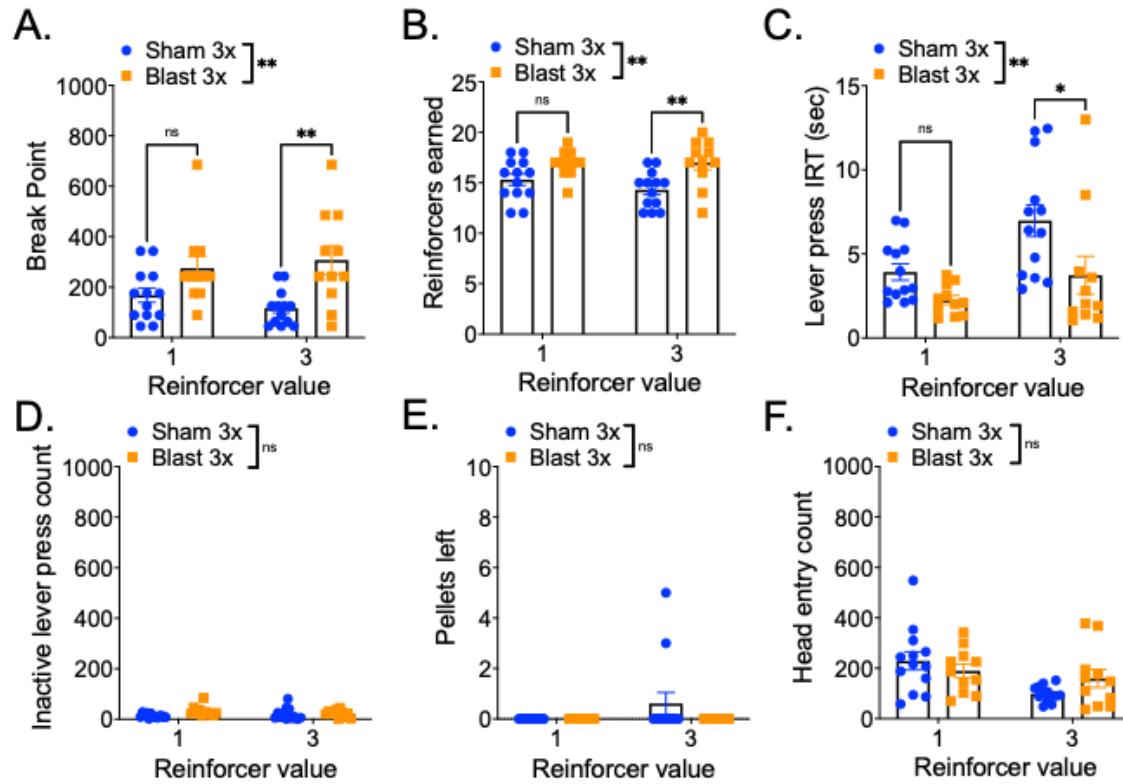 A.
Sham 3x
Blast 3x
**
1000
800
600
400
200
0
Break Point
ns
**
1
3
Reinforcer value
B.
Sham 3x
Blast 3x
**
25
20
15
10
5
0
Reinforcers earned
ns
**
1
3
Reinforcer value
C.
Sham 3x
Blast 3x
**
15
10
5
0
Lever press IRT (sec)
ns
*
1
3
Reinforcer value
D.
Sham 3x
Blast 3x
ns
1000
800
600
400
200
0
Inactive lever press count
1
3
Reinforcer value
E.
Sham 3x
Blast 3x
ns
10
8
6
4
2
0
Pellets left
1
3
Reinforcer value
F.
Sham 3x
Blast 3x
ns
1000
800
600
400
200
0
Head entry count
1
3
Reinforcer value